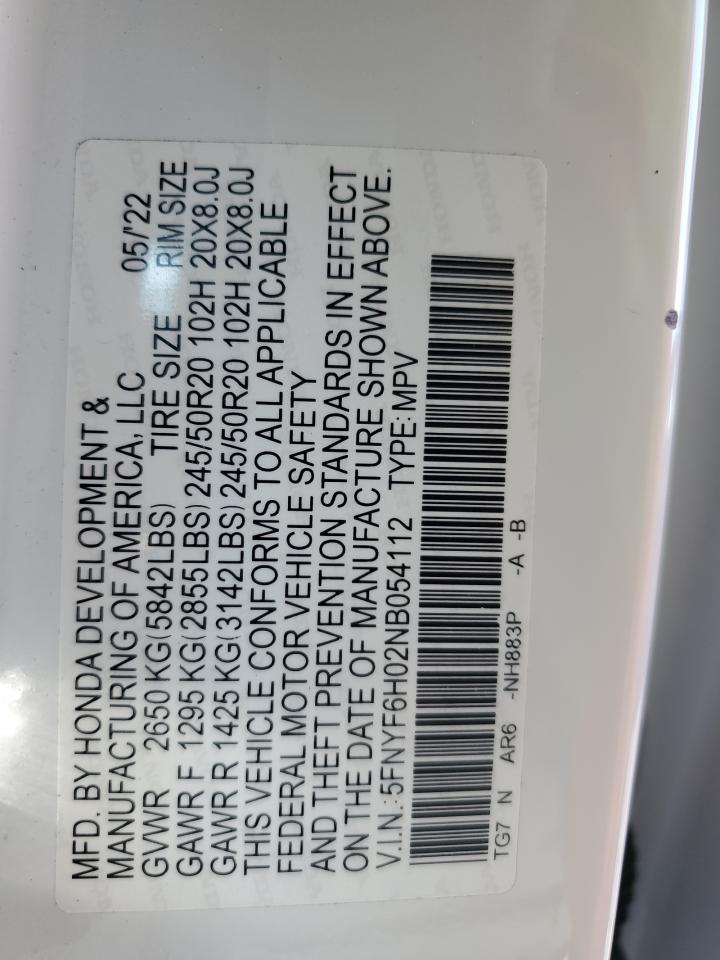 MFD. BY HONDA DEVELOPMENT &
MANUFACTURING OF AMERICA, LLC 05/'22
GVWR 2650 KG(5842LBS) TIRE SIZE RIM SIZE
GAWR F 1295 KG(2855LBS) 245/50R20 102H 20X8.0J
GAWR R 1425 KG(3142LBS) 245/50R20 102H 20X8.0J
THIS VEHICLE CONFORMS TO ALL APPLICABLE
FEDERAL MOTOR VEHICLE SAFETY
AND THEFT PREVENTION STANDARDS IN EFFECT
ON THE DATE OF MANUFACTURE SHOWN ABOVE.
V.I.N.:5FNYF6H02NB054112 TYPE:MPV
TG7 N AR6 -NH883P -A -B